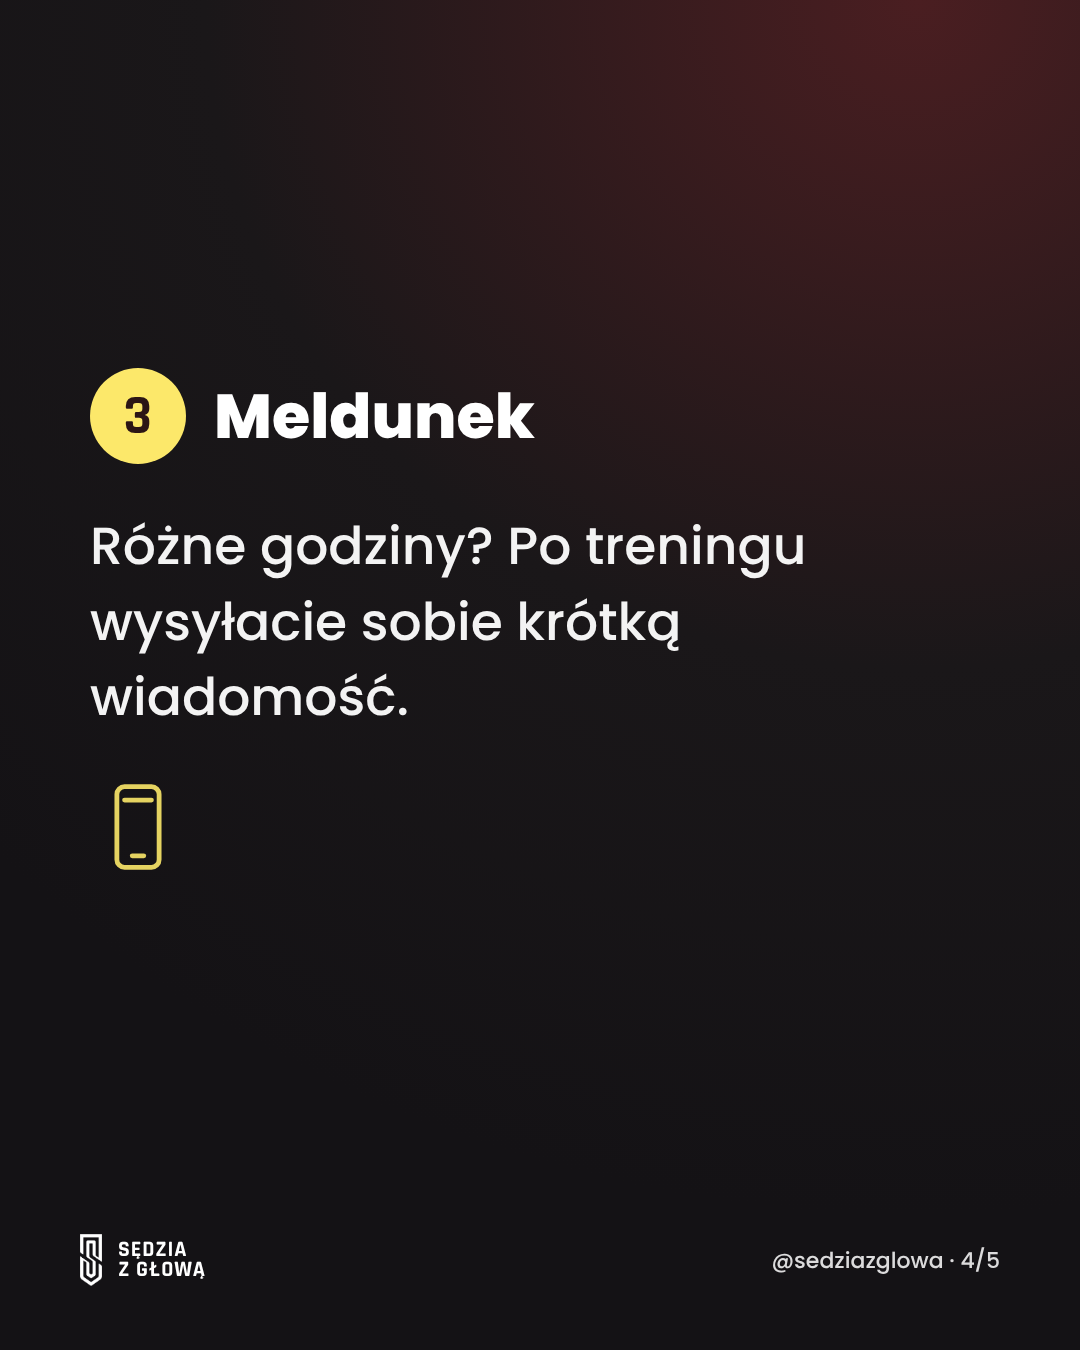 3 Meldunek
Różne godziny? Po treningu
wysyłacie sobie krótką
wiadomość.
SĘDZIA
Z GŁOWĄ
@sedziazglowa · 4/5